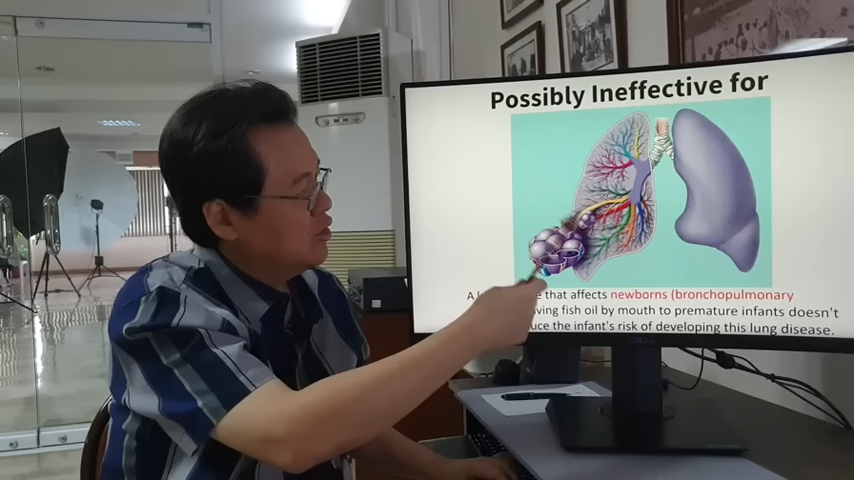 Possibly Ineffective for
that affects newborns (bronchopulmonary
fish oil by mouth to premature infants doesn't
the infant's risk of developing this lung disease.